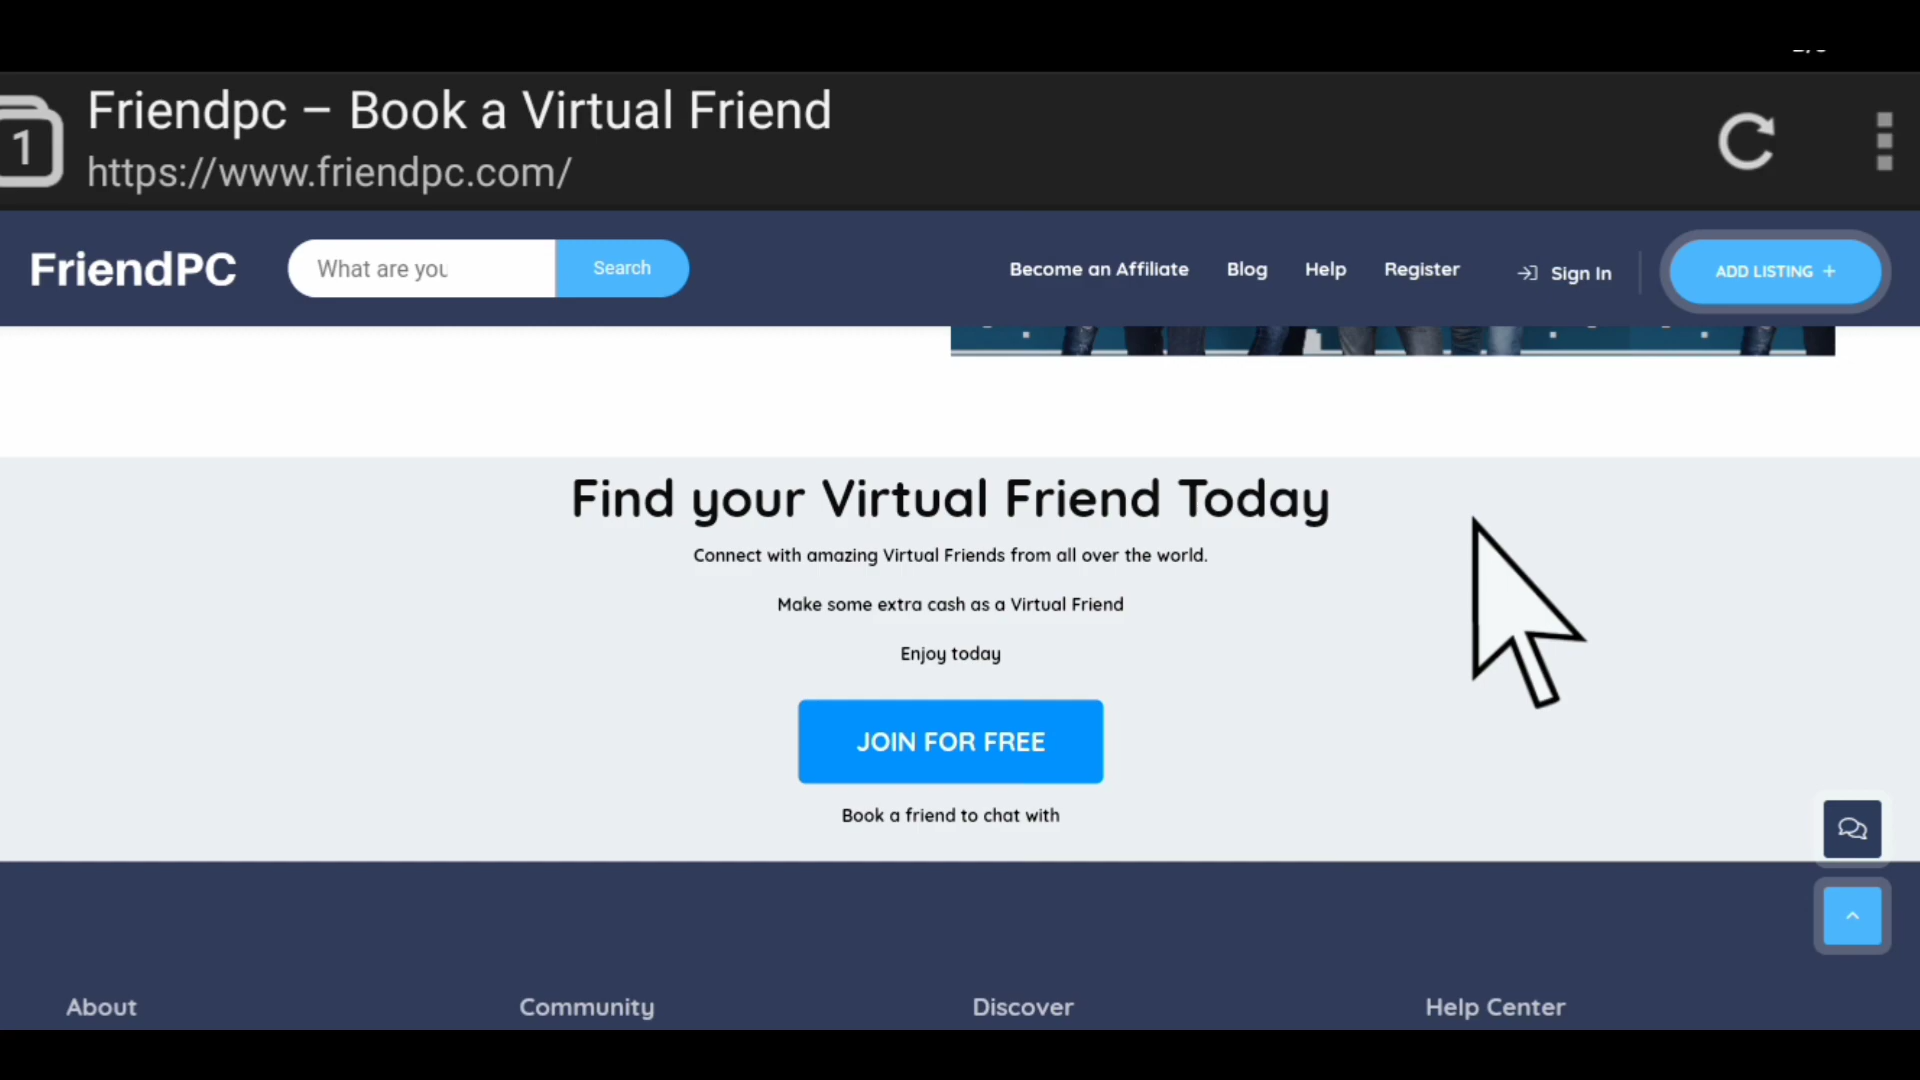 1
Friendpc – Book a Virtual Friend
https://www.friendpc.com/
FriendPC
What are you
Search
Become an Affiliate
Blog
Help
Register
Sign In
ADD LISTING +
Find your Virtual Friend Today
Connect with amazing Virtual Friends from all over the world.
Make some extra cash as a Virtual Friend
Enjoy today
JOIN FOR FREE
Book a friend to chat with
About
Community
Discover
Help Center